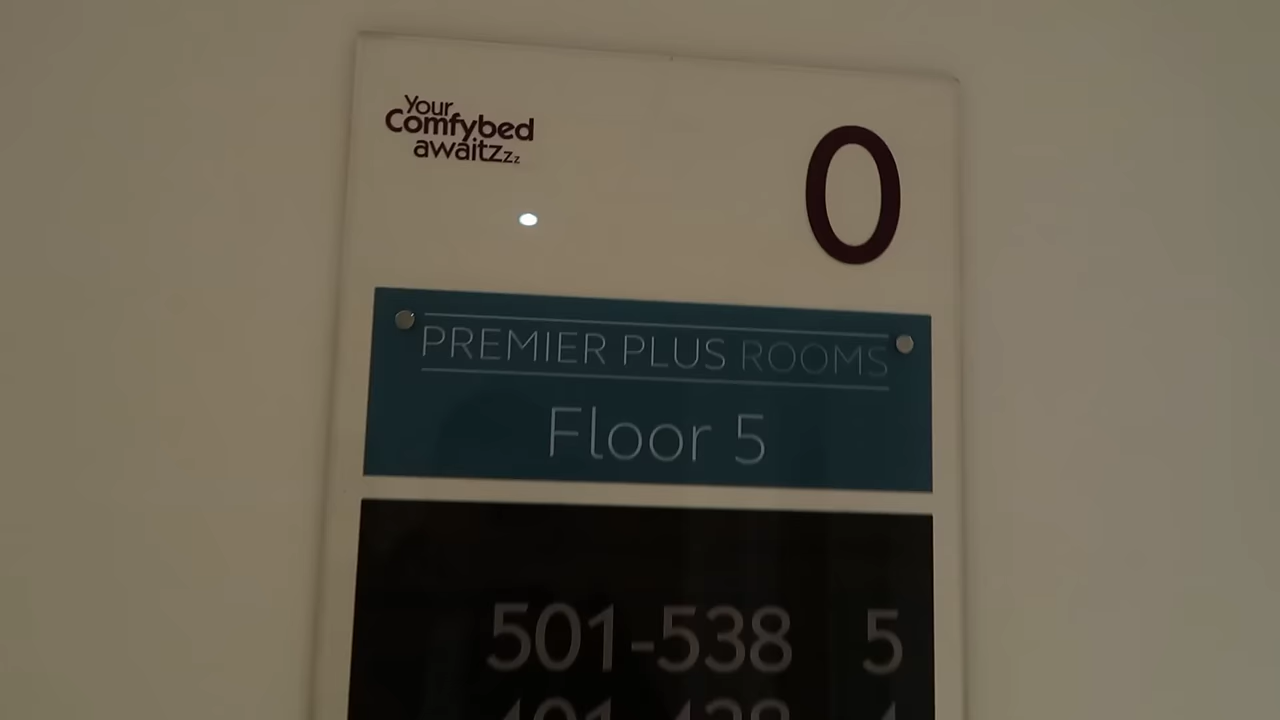 Your
Comfybed
awaitzzz
0
PREMIER PLUS ROOMS
Floor 5
501-538 5